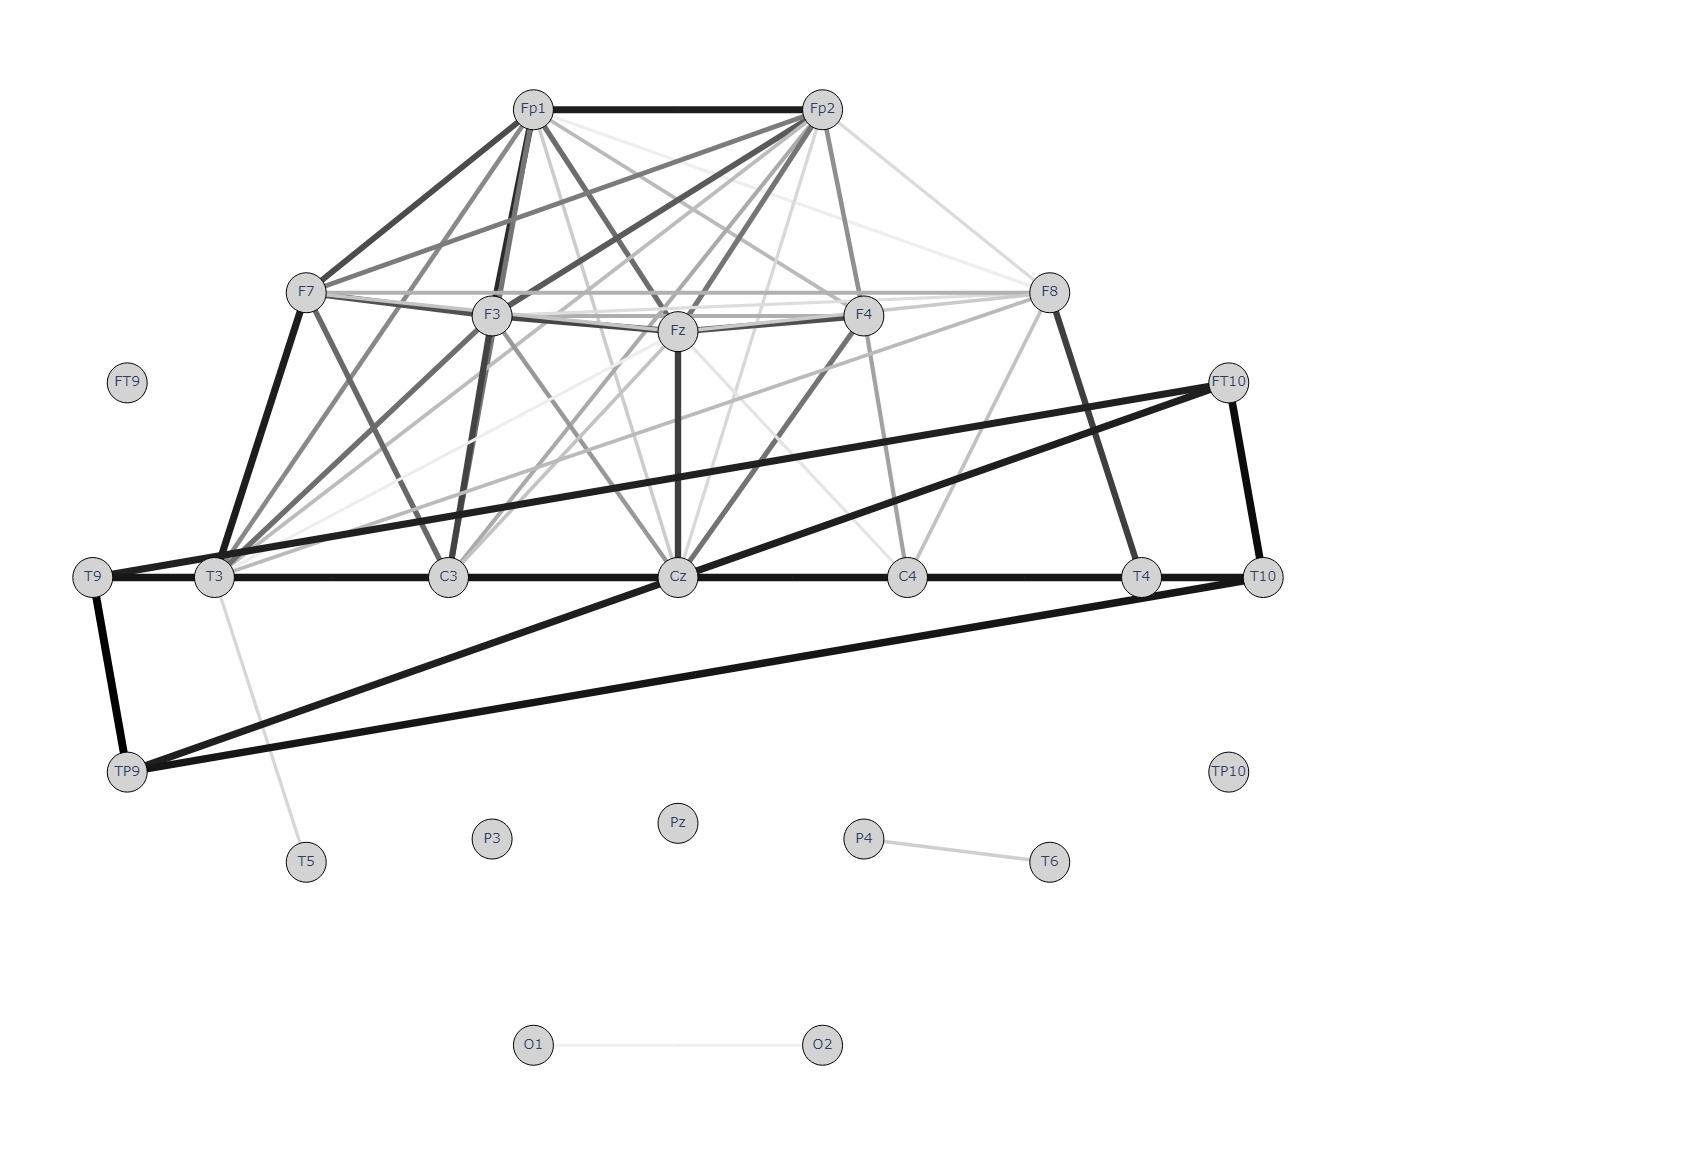 Fp1 Fp2
F7 F3 Fz F4 F8
FT9 FT10
T9 T3 C3 Cz C4 T4 T10
TP9 TP10
T5 P3 Pz P4 T6
O1 O2